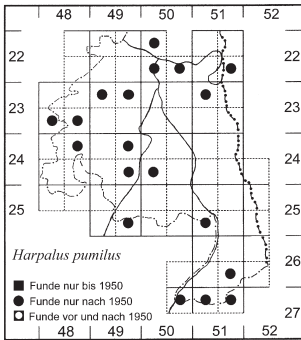 48 49 50 51 52
22 22
23 23
24 24
25 25
26
27
Harpalus pumilus
Funde nur bis 1950
Funde nur nach 1950
Funde vor und nach 1950
48 49 50 51 52